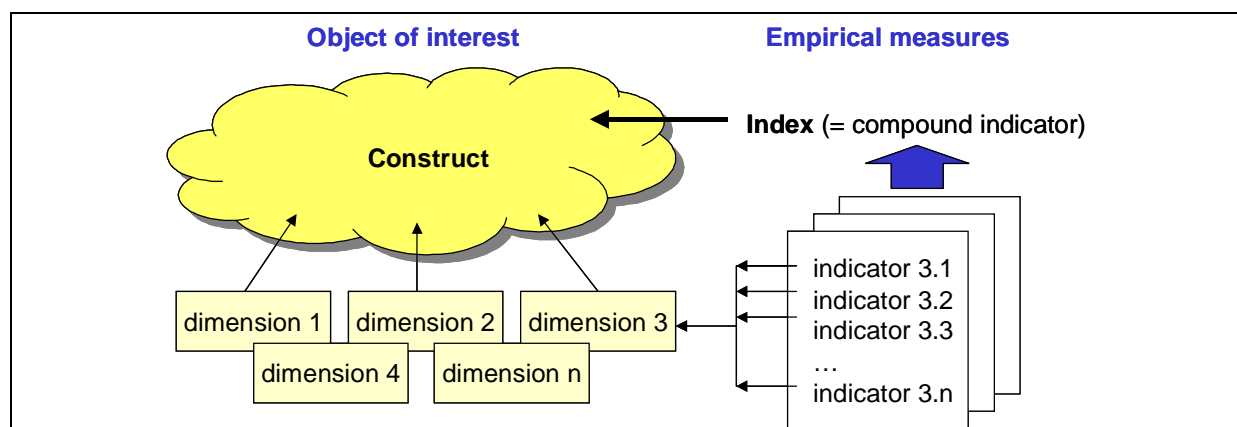 Object of interest
Empirical measures
Index (= compound indicator)
Construct
indicator 3.1
indicator 3.2
indicator 3.3
…
indicator 3.n
dimension 1
dimension 2
dimension 3
dimension 4
dimension n